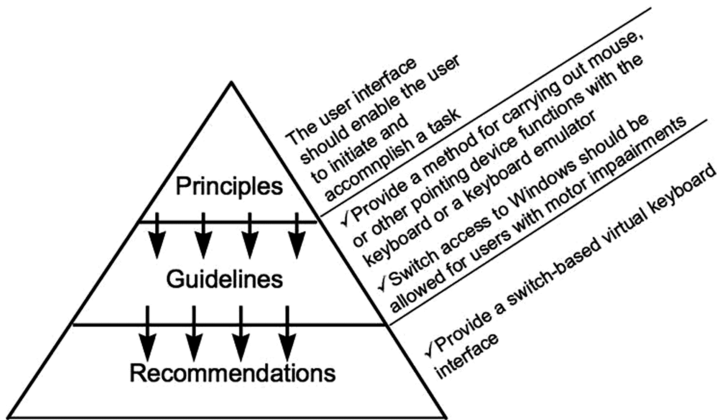 The user interface
should enable the user
to initiate and
accomnplish a task
Principles
✓Provide a method for carrying out mouse,
or other pointing device functions with the
keyboard or a keyboard emulator
✓Switch access to Windows should be
allowed for users with motor impaairments
Guidelines
✓Provide a switch-based virtual keyboard
interface
Recommendations